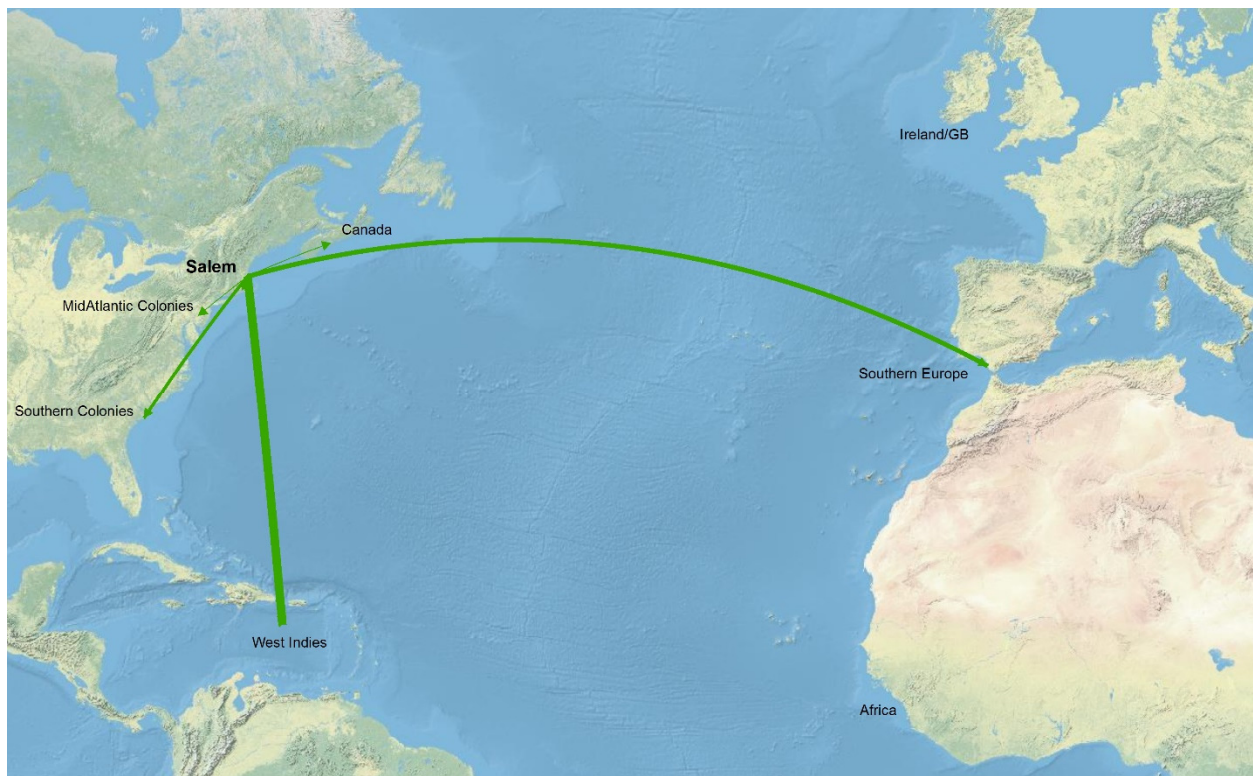 Ireland/GB
Canada
Salem
MidAtlantic Colonies
Southern Europe
Southern Colonies
West Indies
Africa